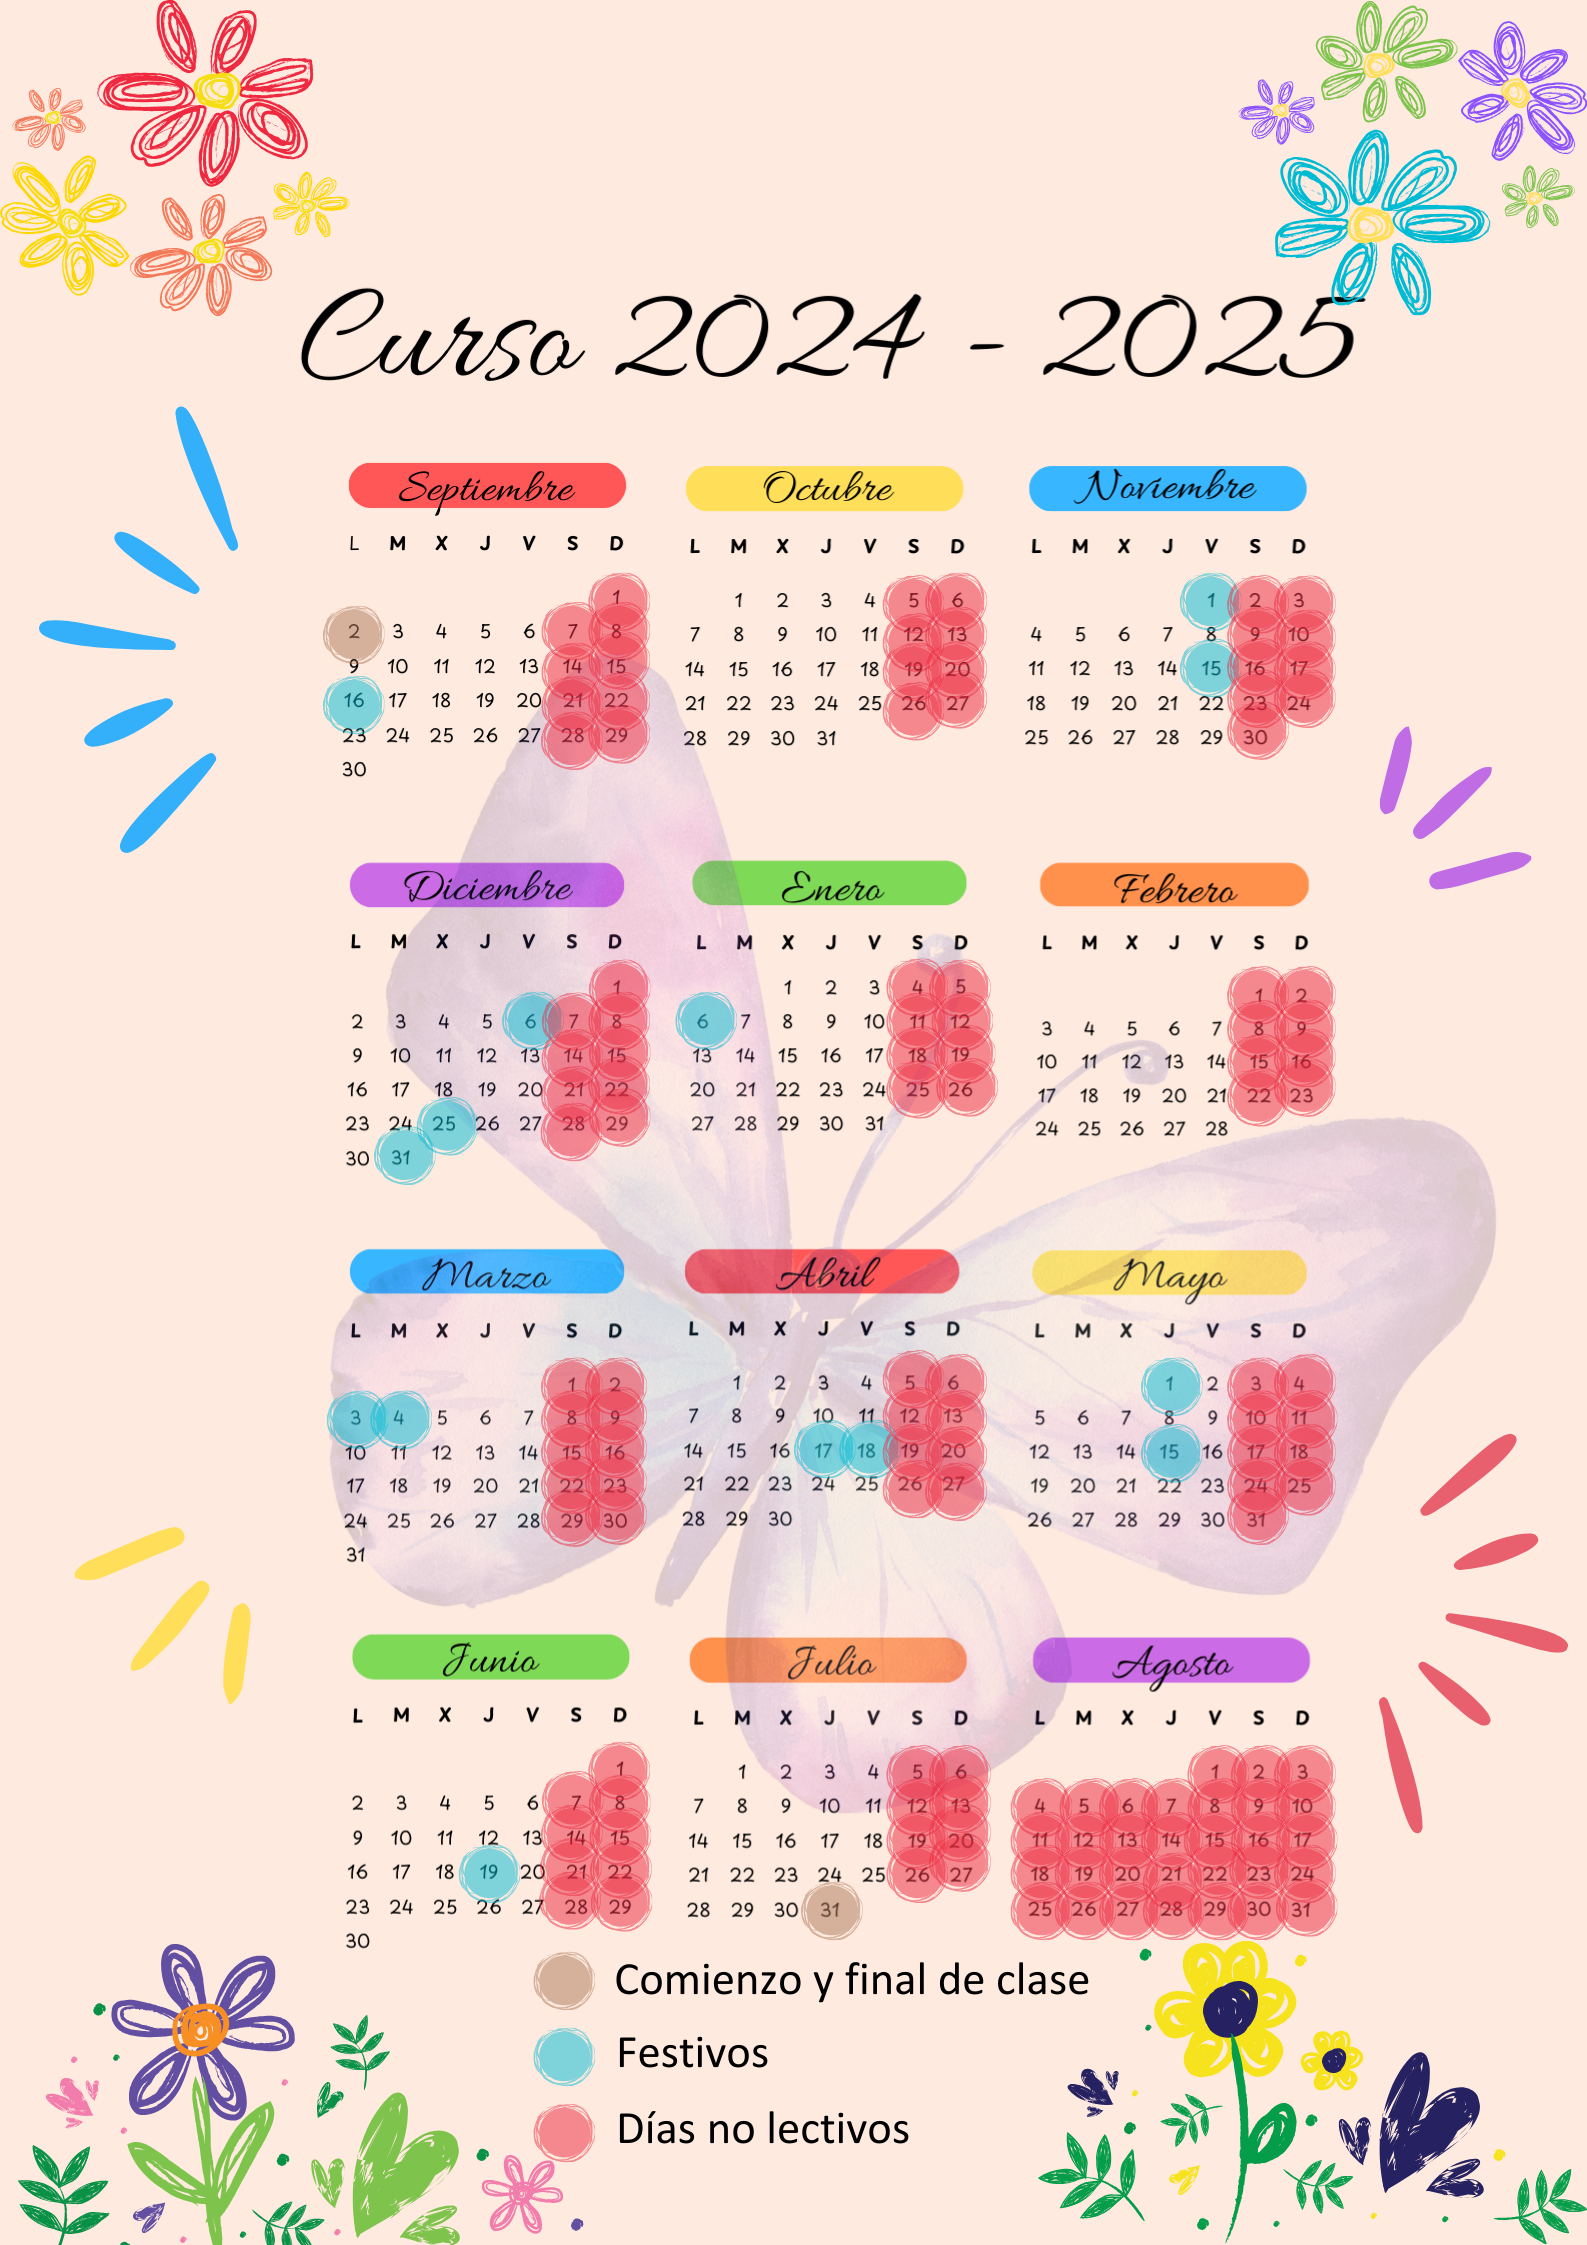 Curso 2024 - 2025
Septiembre
L M X J V S D
1
2 3 4 5 6 7 8
9 10 11 12 13 14 15
16 17 18 19 20 21 22
23 24 25 26 27 28 29
30
Octubre
L M X J V S D
1 2 3 4 5 6
7 8 9 10 11 12 13
14 15 16 17 18 19 20
21 22 23 24 25 26 27
28 29 30 31
Noviembre
L M X J V S D
1 2 3
4 5 6 7 8 9 10
11 12 13 14 15 16 17
18 19 20 21 22 23 24
25 26 27 28 29 30
Diciembre
L M X J V S D
1
2 3 4 5 6 7 8
9 10 11 12 13 14 15
16 17 18 19 20 21 22
23 24 25 26 27 28 29
30 31
Enero
L M X J V S D
1 2 3 4 5
6 7 8 9 10 11 12
13 14 15 16 17 18 19
20 21 22 23 24 25 26
27 28 29 30 31
Febrero
L M X J V S D
1 2
3 4 5 6 7 8 9
10 11 12 13 14 15 16
17 18 19 20 21 22 23
24 25 26 27 28
Marzo
L M X J V S D
1 2
3 4 5 6 7 8 9
10 11 12 13 14 15 16
17 18 19 20 21 22 23
24 25 26 27 28 29 30
31
Abril
L M X J V S D
1 2 3 4 5 6
7 8 9 10 11 12 13
14 15 16 17 18 19 20
21 22 23 24 25 26 27
28 29 30
Mayo
L M X J V S D
1 2 3 4
5 6 7 8 9 10 11
12 13 14 15 16 17 18
19 20 21 22 23 24 25
26 27 28 29 30 31
Junio
L M X J V S D
1
2 3 4 5 6 7 8
9 10 11 12 13 14 15
16 17 18 19 20 21 22
23 24 25 26 27 28 29
30
Julio
L M X J V S D
1 2 3 4 5 6
7 8 9 10 11 12 13
14 15 16 17 18 19 20
21 22 23 24 25 26 27
28 29 30 31
Agosto
L M X J V S D
1 2 3
4 5 6 7 8 9 10
11 12 13 14 15 16 17
18 19 20 21 22 23 24
25 26 27 28 29 30 31
Comienzo y final de clase
Festivos
Días no lectivos